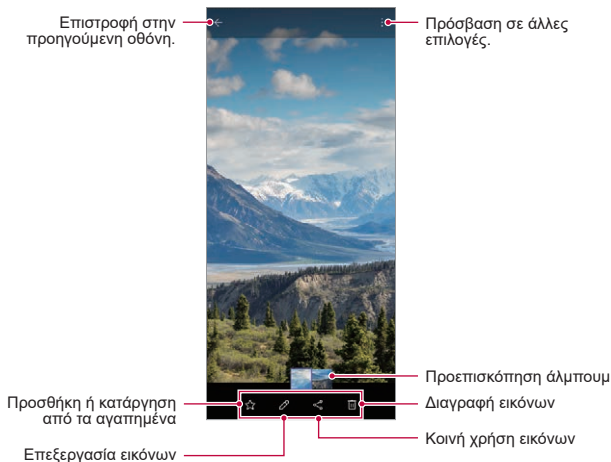 Επιστροφή στην
προηγούμενη οθόνη.
Πρόσβαση σε άλλες
επιλογές.
Προεπισκόπηση άλμπουμ
Προσθήκη ή κατάργηση
από τα αγαπημένα
Διαγραφή εικόνων
Κοινή χρήση εικόνων
Επεξεργασία εικόνων